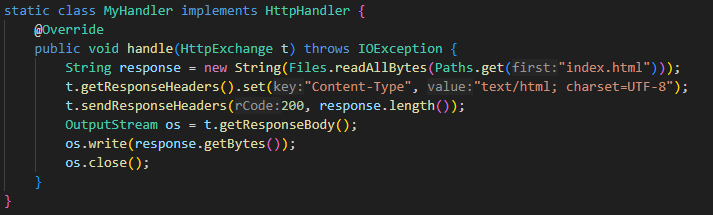 static class MyHandler implements HttpHandler {
@Override
public void handle(HttpExchange t) throws IOException {
String response = new String(Files.readAllBytes(Paths.get(first:"index.html")));
t.getResponseHeaders().set(key:"Content-Type", value:"text/html; charset=UTF-8");
t.sendResponseHeaders(rCode:200, response.length());
OutputStream os = t.getResponseBody();
os.write(response.getBytes());
os.close();
}
}